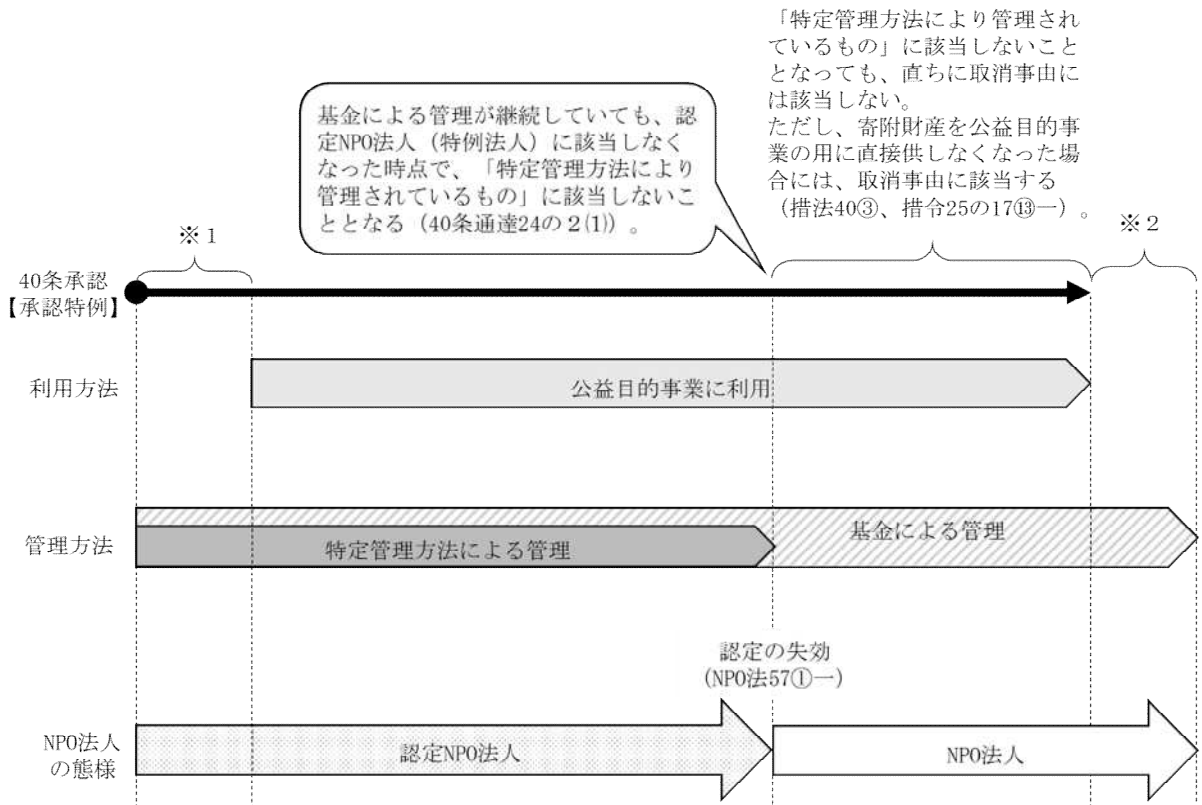 「特定管理方法により管理され
ているもの」に該当しないこと
となっても、直ちに取消事由に
は該当しない。
ただし、寄附財産を公益目的事
業の用に直接供しなくなった場
合には、取消事由に該当する
（措法40③、措令25の17⑬一）。
基金による管理が継続していても、認
定NPO法人（特例法人）に該当しなく
なった時点で、「特定管理方法により
管理されているもの」に該当しないこ
ととなる（40条通達24の２⑴）。
※１
※２
40条承認
【承認特例】
利用方法
公益目的事業に利用
管理方法
特定管理方法による管理
基金による管理
認定の失効
(NPO法57①一)
NPO法人
の態様
認定NPO法人
NPO法人